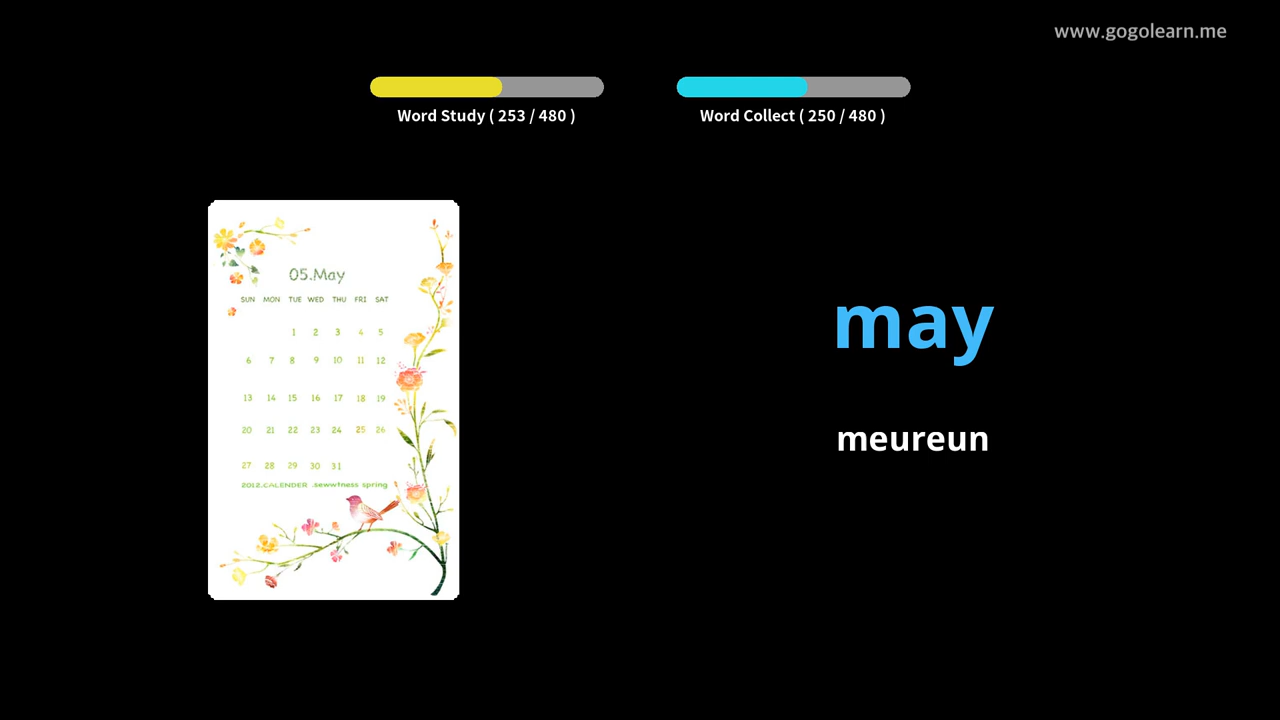 www.gogolearn.me
Word Study ( 253 / 480 )
Word Collect ( 250 / 480 )
05.May
SUN MON TUE WED THU FRI SAT
1 2 3 4 5
6 7 8 9 10 11 12
13 14 15 16 17 18 19
20 21 22 23 24 25 26
27 28 29 30 31
2012.CALENDER .sewwtness spring
may
meureun